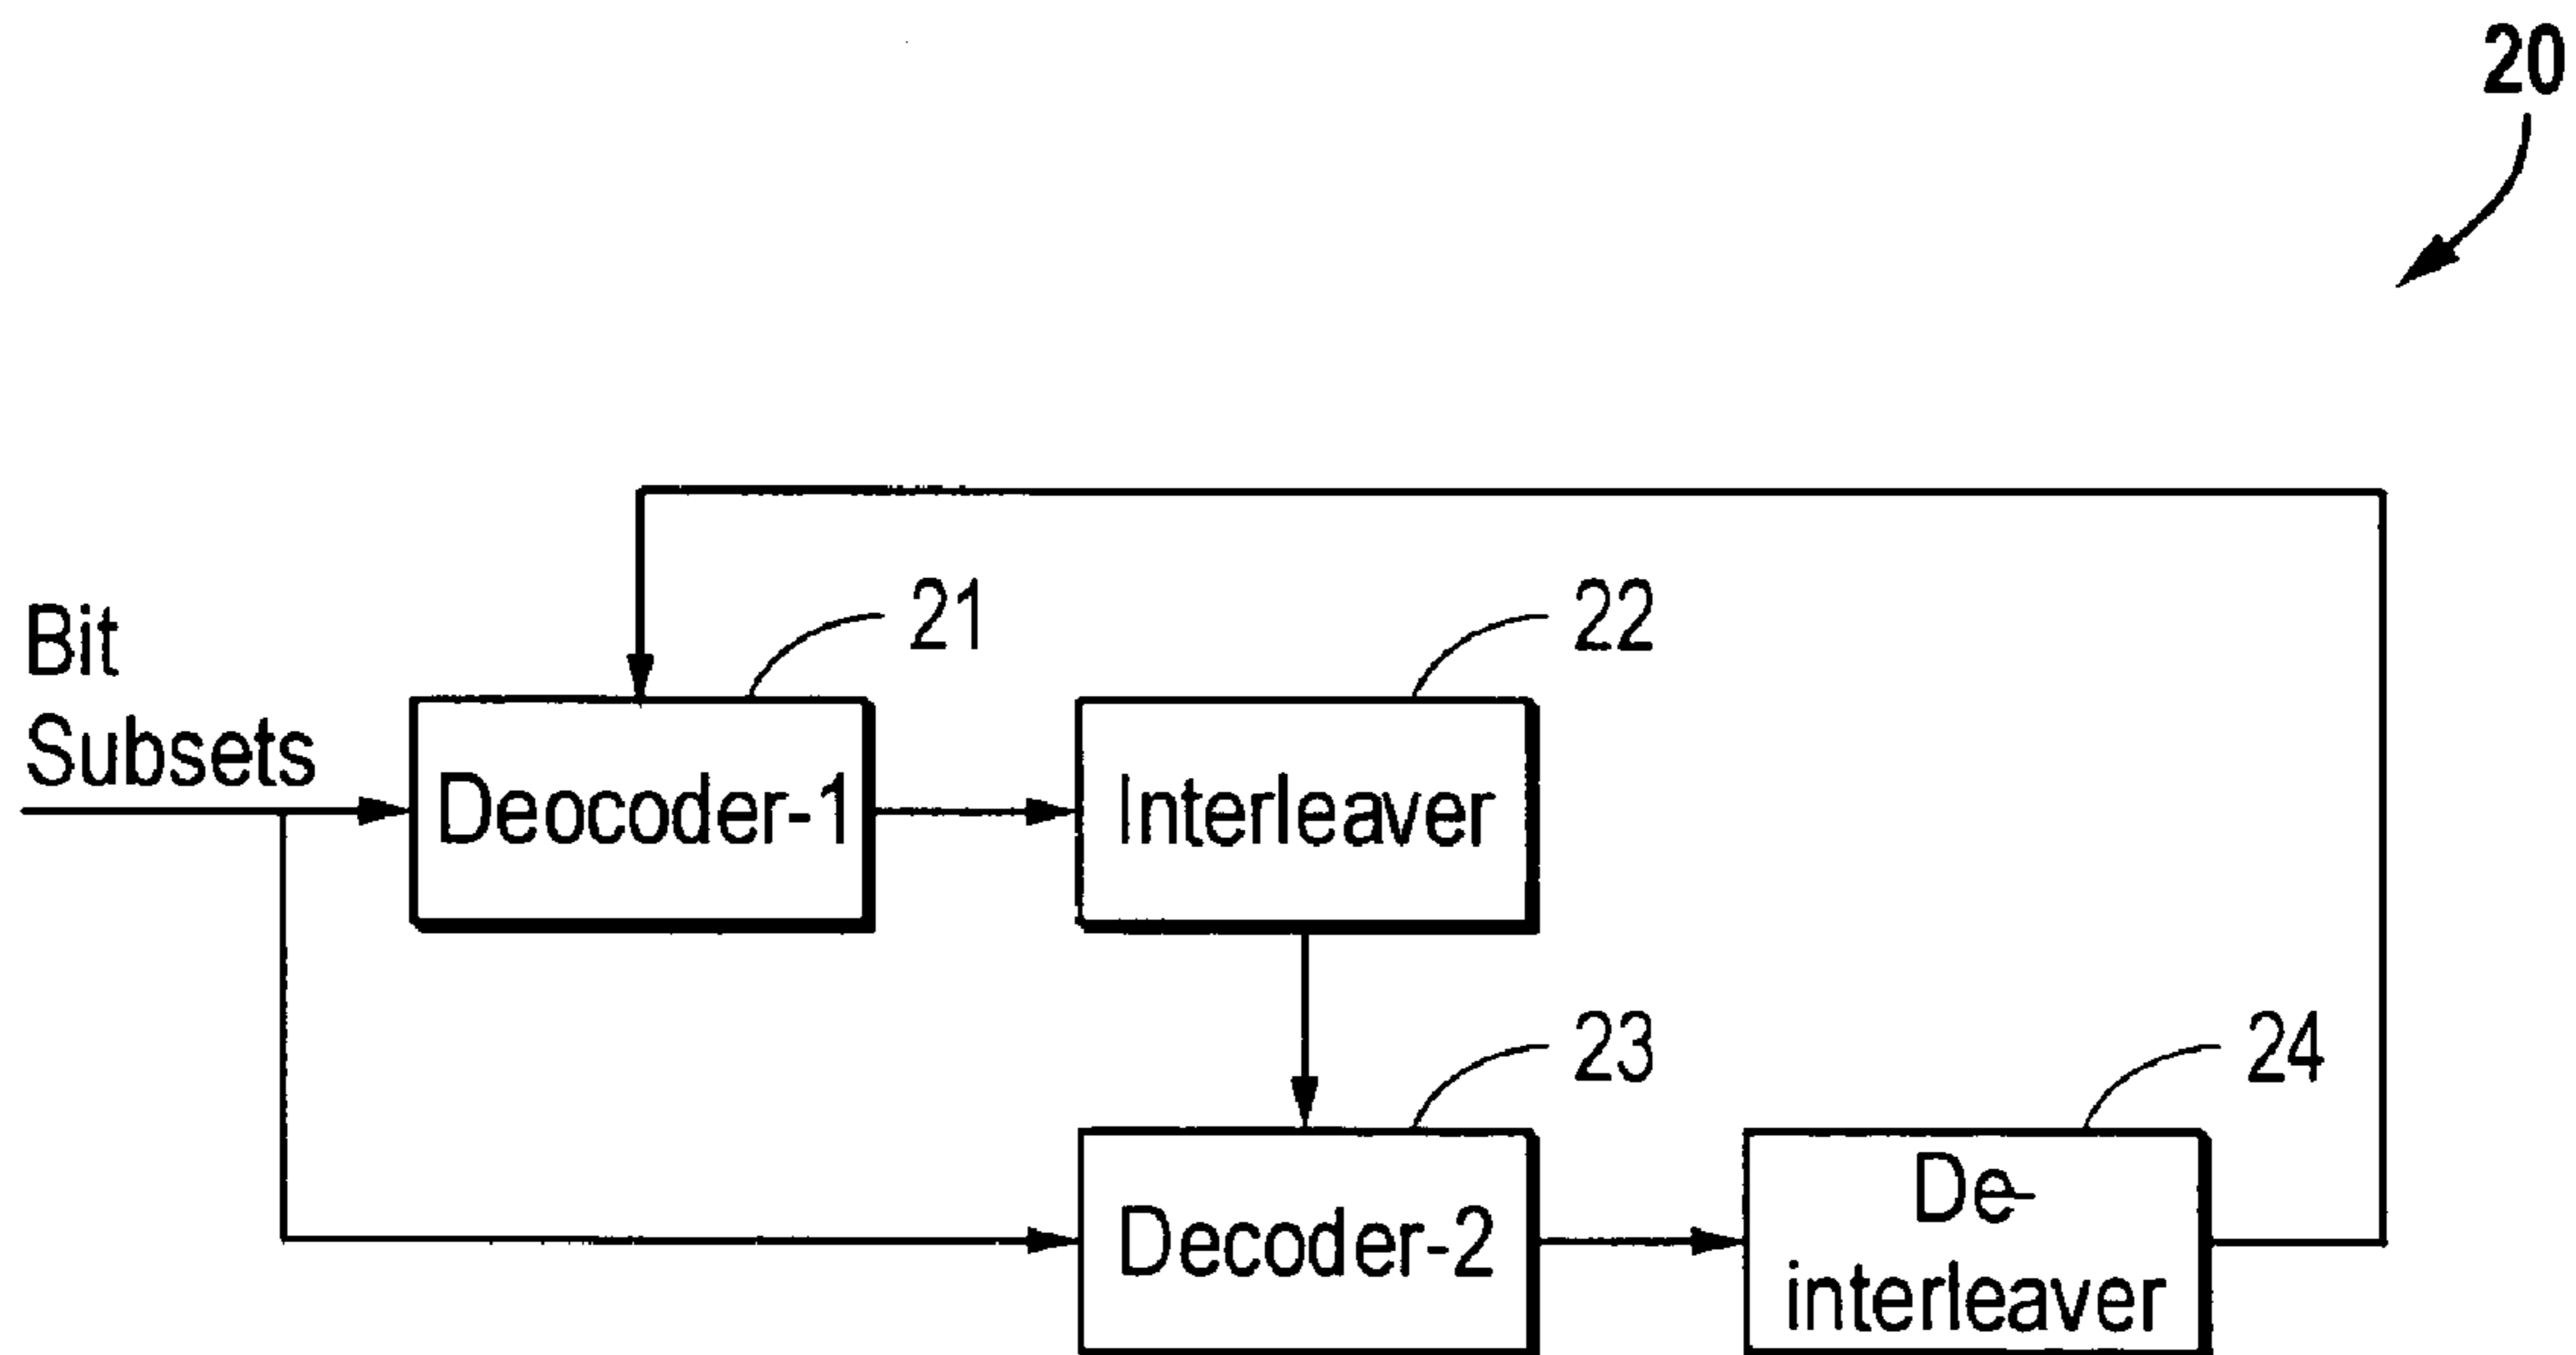 20
Bit
Subsets
21
22
Deocoder-1
Interleaver
23
24
Decoder-2
De-
interleaver